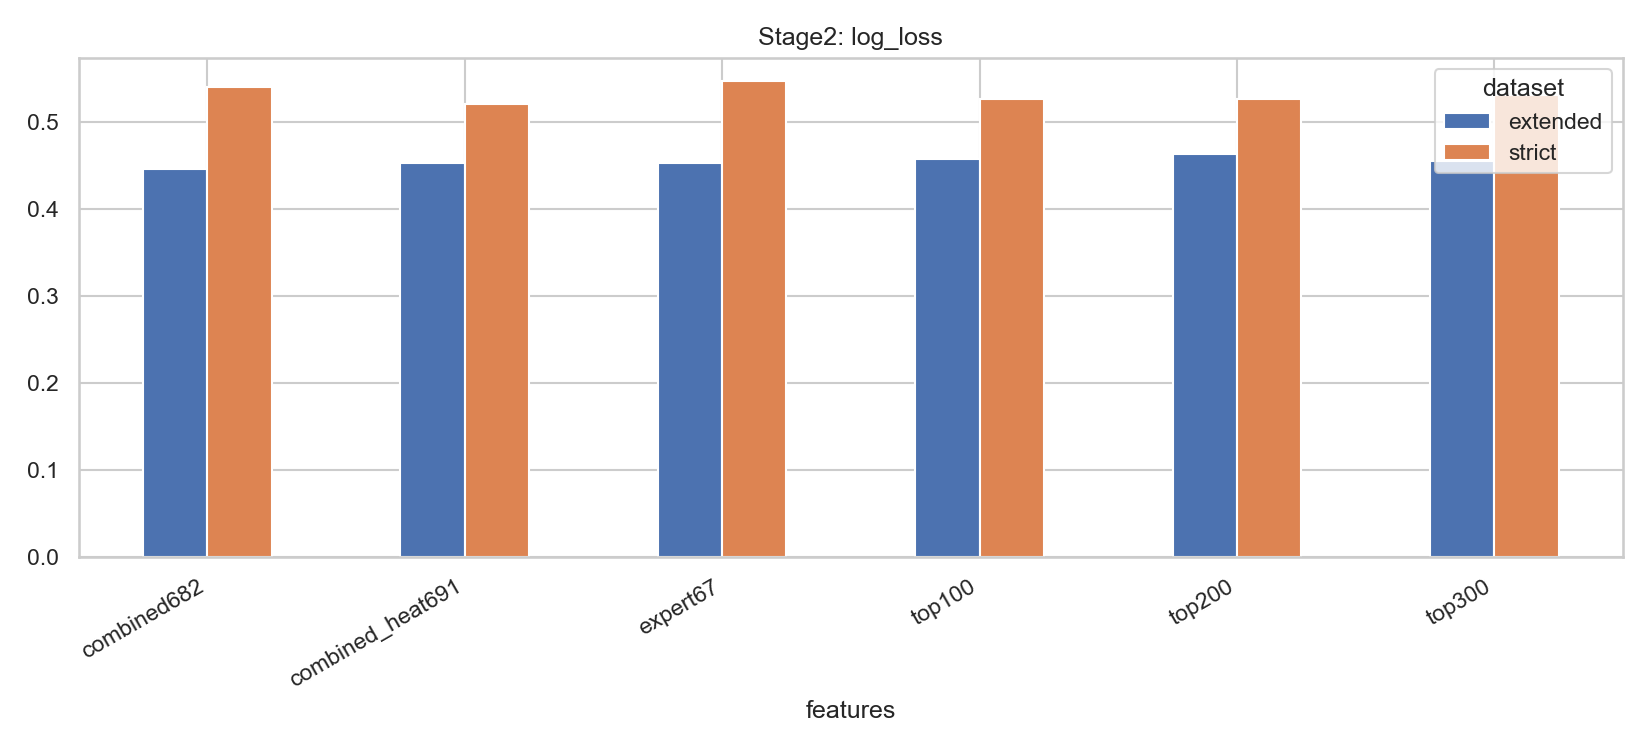 Stage2: log_loss
dataset
extended
strict
0.5
0.4
0.3
0.2
0.1
0.0
combined682
combined_heat691
expert67
top100
top200
top300
features